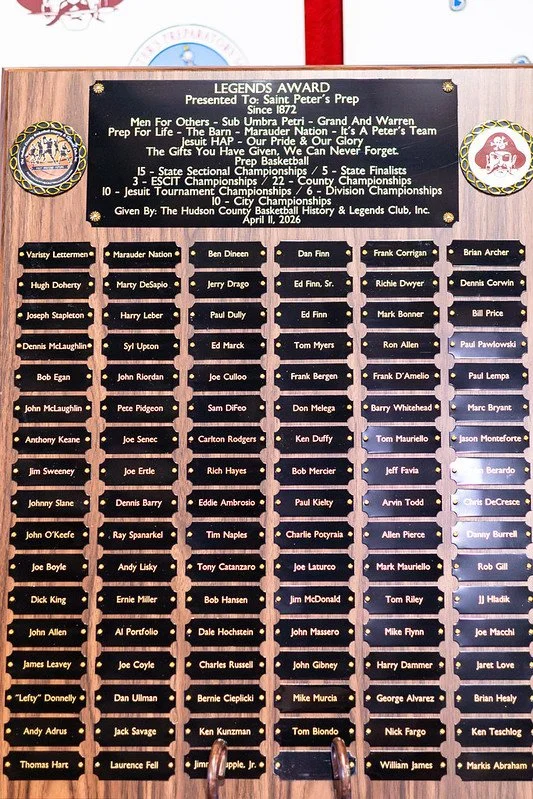 LEGENDS AWARD
Presented To: Saint Peter's Prep
Since 1872
Men For Others - Sub Umbra Petri - Grand And Warren
Prep For Life - The Barn - Marauder Nation - It's A Peter's Team
Jesuit HAP - Our Pride & Our Glory
The Gifts You Have Given, We Can Never Forget.
Prep Basketball
15 - State Sectional Championships / 5 - State Finalists
3 - ESCIT Championships / 22 - County Championships
10 - Jesuit Tournament Championships / 6 - Division Championships
10 - City Championships
Given By: The Hudson County Basketball History & Legends Club, Inc.
April 11, 2026
Varisty Lettermen Marauder Nation Ben Dineen Dan Finn Frank Corrigan Brian Archer
Hugh Doherty Marty DeSapio Jerry Drago Ed Finn, Sr. Richie Dwyer Dennis Corwin
Joseph Stapleton Harry Leber Paul Dully Ed Finn Mark Bonner Bill Price
Dennis McLaughlin Syl Upton Ed Marck Tom Myers Ron Allen Paul Pawlowski
Bob Egan John Riordan Joe Culloo Frank Bergen Frank D'Amelio Paul Lempa
John McLaughlin Pete Pidgeon Sam DiFeo Don Melega Barry Whitehead Marc Bryant
Anthony Keane Joe Senec Carlton Rodgers Ken Duffy Tom Mauriello Jason Monteforte
Jim Sweeney Joe Ertle Rich Hayes Bob Mercier Jeff Favia Berardo
Johnny Slane Dennis Barry Eddie Ambrosio Paul Kielty Arvin Todd Chris DeCresce
John O'Keefe Ray Spanarkel Tim Naples Charlie Potyraia Allen Pierce Danny Burrell
Joe Boyle Andy Lisky Tony Catanzaro Joe Laturco Mark Mauriello Rob Gill
Dick King Ernie Miller Bob Hansen Jim McDonald Tom Riley JJ Hladik
John Allen Al Portfolio Dale Hochstein John Massero Mike Flynn Joe Macchi
James Leavey Joe Coyle Charles Russell John Gibney Harry Dammer Jaret Love
"Lefty" Donnelly Dan Ullman Bernie Cieplicki Mike Murcia George Alvarez Brian Healy
Andy Adrus Jack Savage Ken Kunzman Tom Biondo Nick Fargo Ken Teschlog
Thomas Hart Laurence Fell Jr. William James Markis Abraham